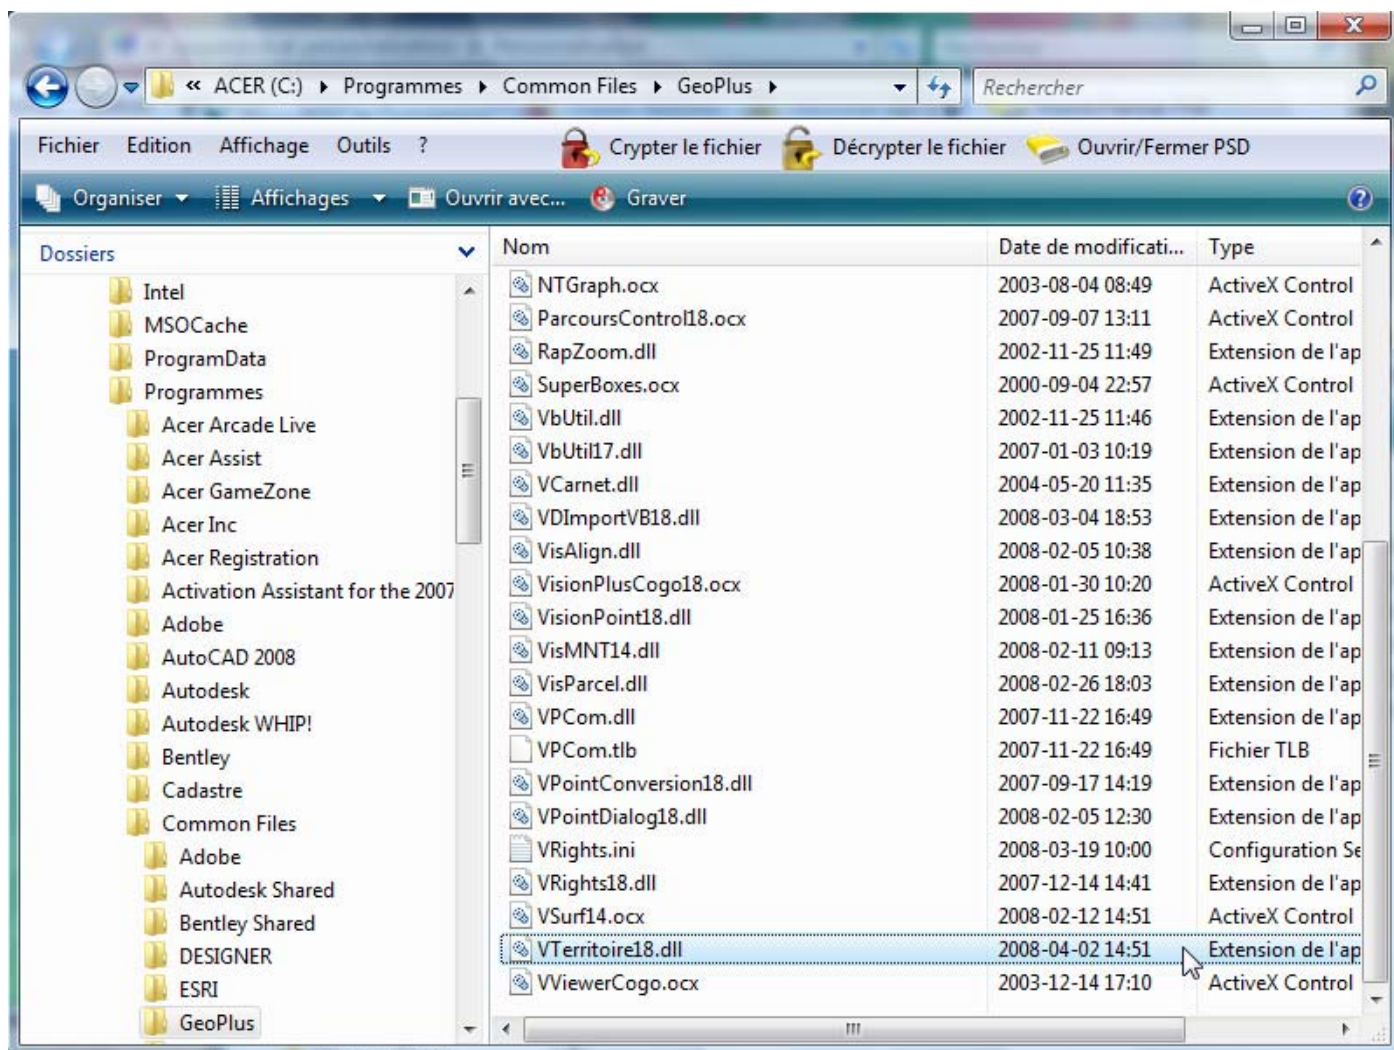 « ACER (C:) Programmes Common Files GeoPlus Rechercher
Fichier Edition Affichage Outils ? Crypter le fichier Décrypter le fichier Ouvrir/Fermer PSD
Organiser Affichages Ouvrir avec... Graver ?
Dossiers
Intel
MSOCache
ProgramData
Programmes
Acer Arcade Live
Acer Assist
Acer GameZone
Acer Inc
Acer Registration
Activation Assistant for the 2007
Adobe
AutoCAD 2008
Autodesk
Autodesk WHIP!
Bentley
Cadastre
Common Files
Adobe
Autodesk Shared
Bentley Shared
DESIGNER
ESRI
GeoPlus
Nom Date de modificati... Type
NTGraph.ocx 2003-08-04 08:49 ActiveX Control
ParcoursControl18.ocx 2007-09-07 13:11 ActiveX Control
RapZoom.dll 2002-11-25 11:49 Extension de l'ap
SuperBoxes.ocx 2000-09-04 22:57 ActiveX Control
VbUtil.dll 2002-11-25 11:46 Extension de l'ap
VbUtil17.dll 2007-01-03 10:19 Extension de l'ap
VCarnet.dll 2004-05-20 11:35 Extension de l'ap
VDImportVB18.dll 2008-03-04 18:53 Extension de l'ap
VisAlign.dll 2008-02-05 10:38 Extension de l'ap
VisionPlusCogo18.ocx 2008-01-30 10:20 ActiveX Control
VisionPoint18.dll 2008-01-25 16:36 Extension de l'ap
VisMNT14.dll 2008-02-11 09:13 Extension de l'ap
VisParcel.dll 2008-02-26 18:03 Extension de l'ap
VPCom.dll 2007-11-22 16:49 Extension de l'ap
VPCom.tlb 2007-11-22 16:49 Fichier TLB
VPointConversion18.dll 2007-09-17 14:19 Extension de l'ap
VPointDialog18.dll 2008-02-05 12:30 Extension de l'ap
VRights.ini 2008-03-19 10:00 Configuration Se
VRights18.dll 2007-12-14 14:41 Extension de l'ap
VSurf14.ocx 2008-02-12 14:51 ActiveX Control
VTerritoire18.dll 2008-04-02 14:51 Extension de l'ap
VViewerCogo.ocx 2003-12-14 17:10 ActiveX Control